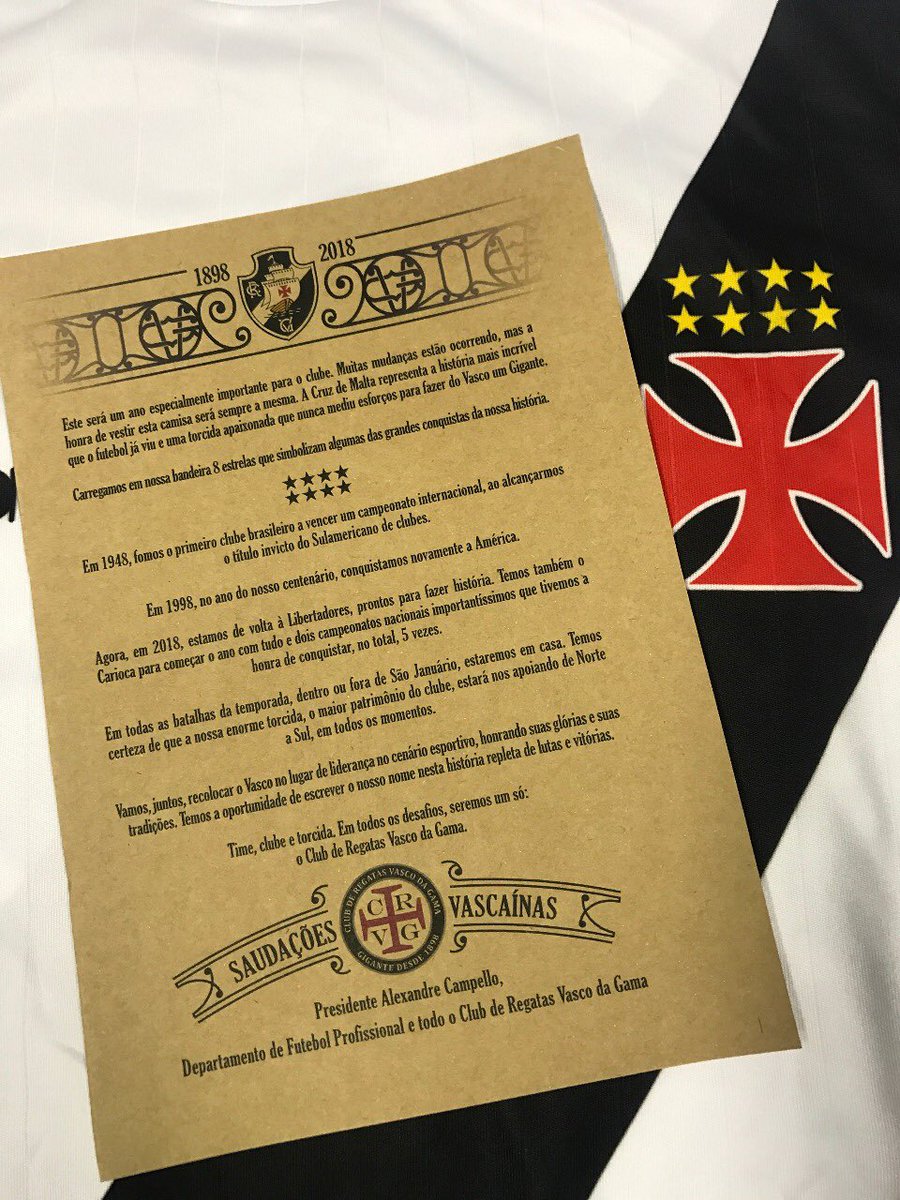 1898 2018
Este será um ano especialmente importante para o clube. Muitas mudanças estão ocorrendo, mas a
honra de vestir esta camisa será sempre a mesma. A Cruz de Malta representa a história mais incrível
que o futebol já viu e uma torcida apaixonada que nunca mediu esforços para fazer do Vasco um Gigante.
Carregamos em nossa bandeira 8 estrelas que simbolizam algumas das grandes conquistas da nossa história.
Em 1948, fomos o primeiro clube brasileiro a vencer um campeonato internacional, ao alcançarmos
o título invicto do Sulamericano de clubes.
Em 1998, no ano do nosso centenário, conquistamos novamente a América.
Agora, em 2018, estamos de volta à Libertadores, prontos para fazer história. Temos também o
Carioca para começar o ano com tudo e dois campeonatos nacionais importantíssimos que tivemos a
honra de conquistar, no total, 5 vezes.
Em todas as batalhas da temporada, dentro ou fora de São Januário, estaremos em casa. Temos
certeza de que a nossa enorme torcida, o maior patrimônio do clube, estará nos apoiando de Norte
a Sul, em todos os momentos.
Vamos, juntos, recolocar o Vasco no lugar de liderança no cenário esportivo, honrando suas glórias e suas
tradições. Temos a oportunidade de escrever o nosso nome nesta história repleta de lutas e vitórias.
Time, clube e torcida. Em todos os desafios, seremos um só:
o Club de Regatas Vasco da Gama.
SAUDAÇÕES
CLUB DE REGATAS VASCO DA GAMA
CR
VG
GIGANTE DESDE 1898
VASCAÍNAS
Presidente Alexandre Campello,
Departamento de Futebol Profissional e todo o Club de Regatas Vasco da Gama